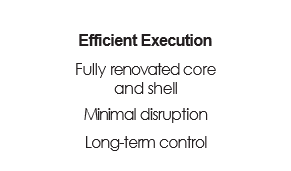 Efficient Execution
Fully renovated core
and shell
Minimal disruption
Long-term control